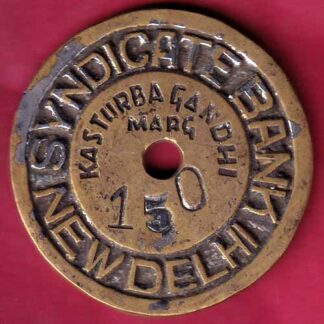 SYNDICATE BANK
KASTURBA GANDHI
MARG
150
NEW DELHI